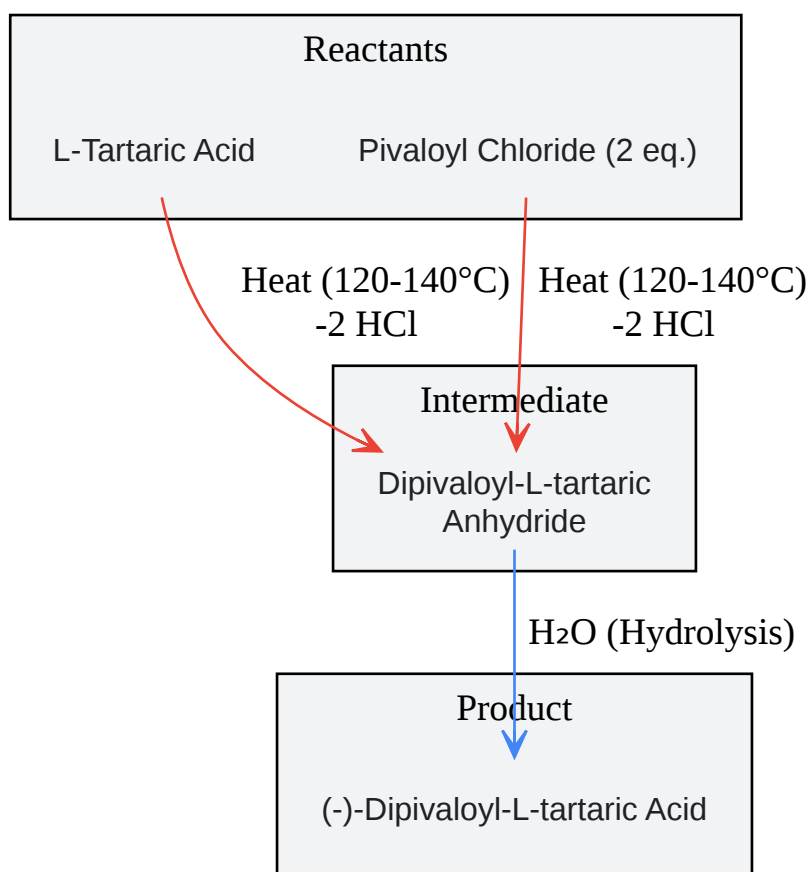 Reactants
L-Tartaric Acid
Pivaloyl Chloride (2 eq.)
Heat (120-140°C)
-2 HCl
Heat (120-140°C)
-2 HCl
Intermediate
Dipivaloyl-L-tartaric
Anhydride
H₂O (Hydrolysis)
Product
(-)-Dipivaloyl-L-tartaric Acid